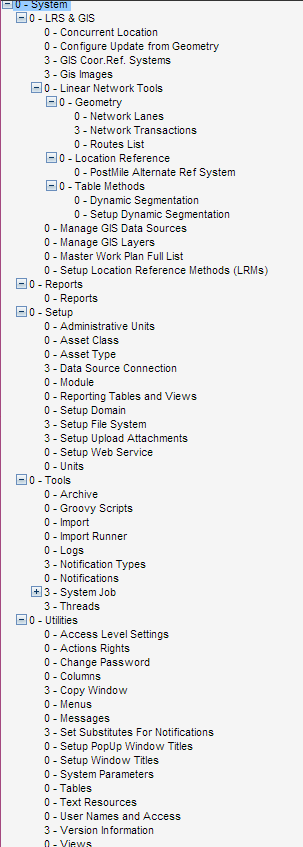 0 - System
0 - LRS & GIS
0 - Concurrent Location
0 - Configure Update from Geometry
3 - GIS Coor.Ref. Systems
3 - Gis Images
0 - Linear Network Tools
0 - Geometry
0 - Network Lanes
3 - Network Transactions
0 - Routes List
0 - Location Reference
0 - PostMile Alternate Ref System
0 - Table Methods
0 - Dynamic Segmentation
0 - Setup Dynamic Segmentation
0 - Manage GIS Data Sources
0 - Manage GIS Layers
0 - Master Work Plan Full List
0 - Setup Location Reference Methods (LRMs)
0 - Reports
0 - Reports
0 - Setup
0 - Administrative Units
0 - Asset Class
0 - Asset Type
3 - Data Source Connection
0 - Module
0 - Reporting Tables and Views
0 - Setup Domain
3 - Setup File System
3 - Setup Upload Attachments
0 - Setup Web Service
0 - Units
0 - Tools
0 - Archive
0 - Groovy Scripts
0 - Import
0 - Import Runner
0 - Logs
3 - Notification Types
0 - Notifications
3 - System Job
3 - Threads
0 - Utilities
0 - Access Level Settings
0 - Actions Rights
0 - Change Password
0 - Columns
3 - Copy Window
0 - Menus
0 - Messages
3 - Set Substitutes For Notifications
0 - Setup PopUp Window Titles
0 - Setup Window Titles
0 - System Parameters
0 - Tables
0 - Text Resources
0 - User Names and Access
3 - Version Information
0 - Views